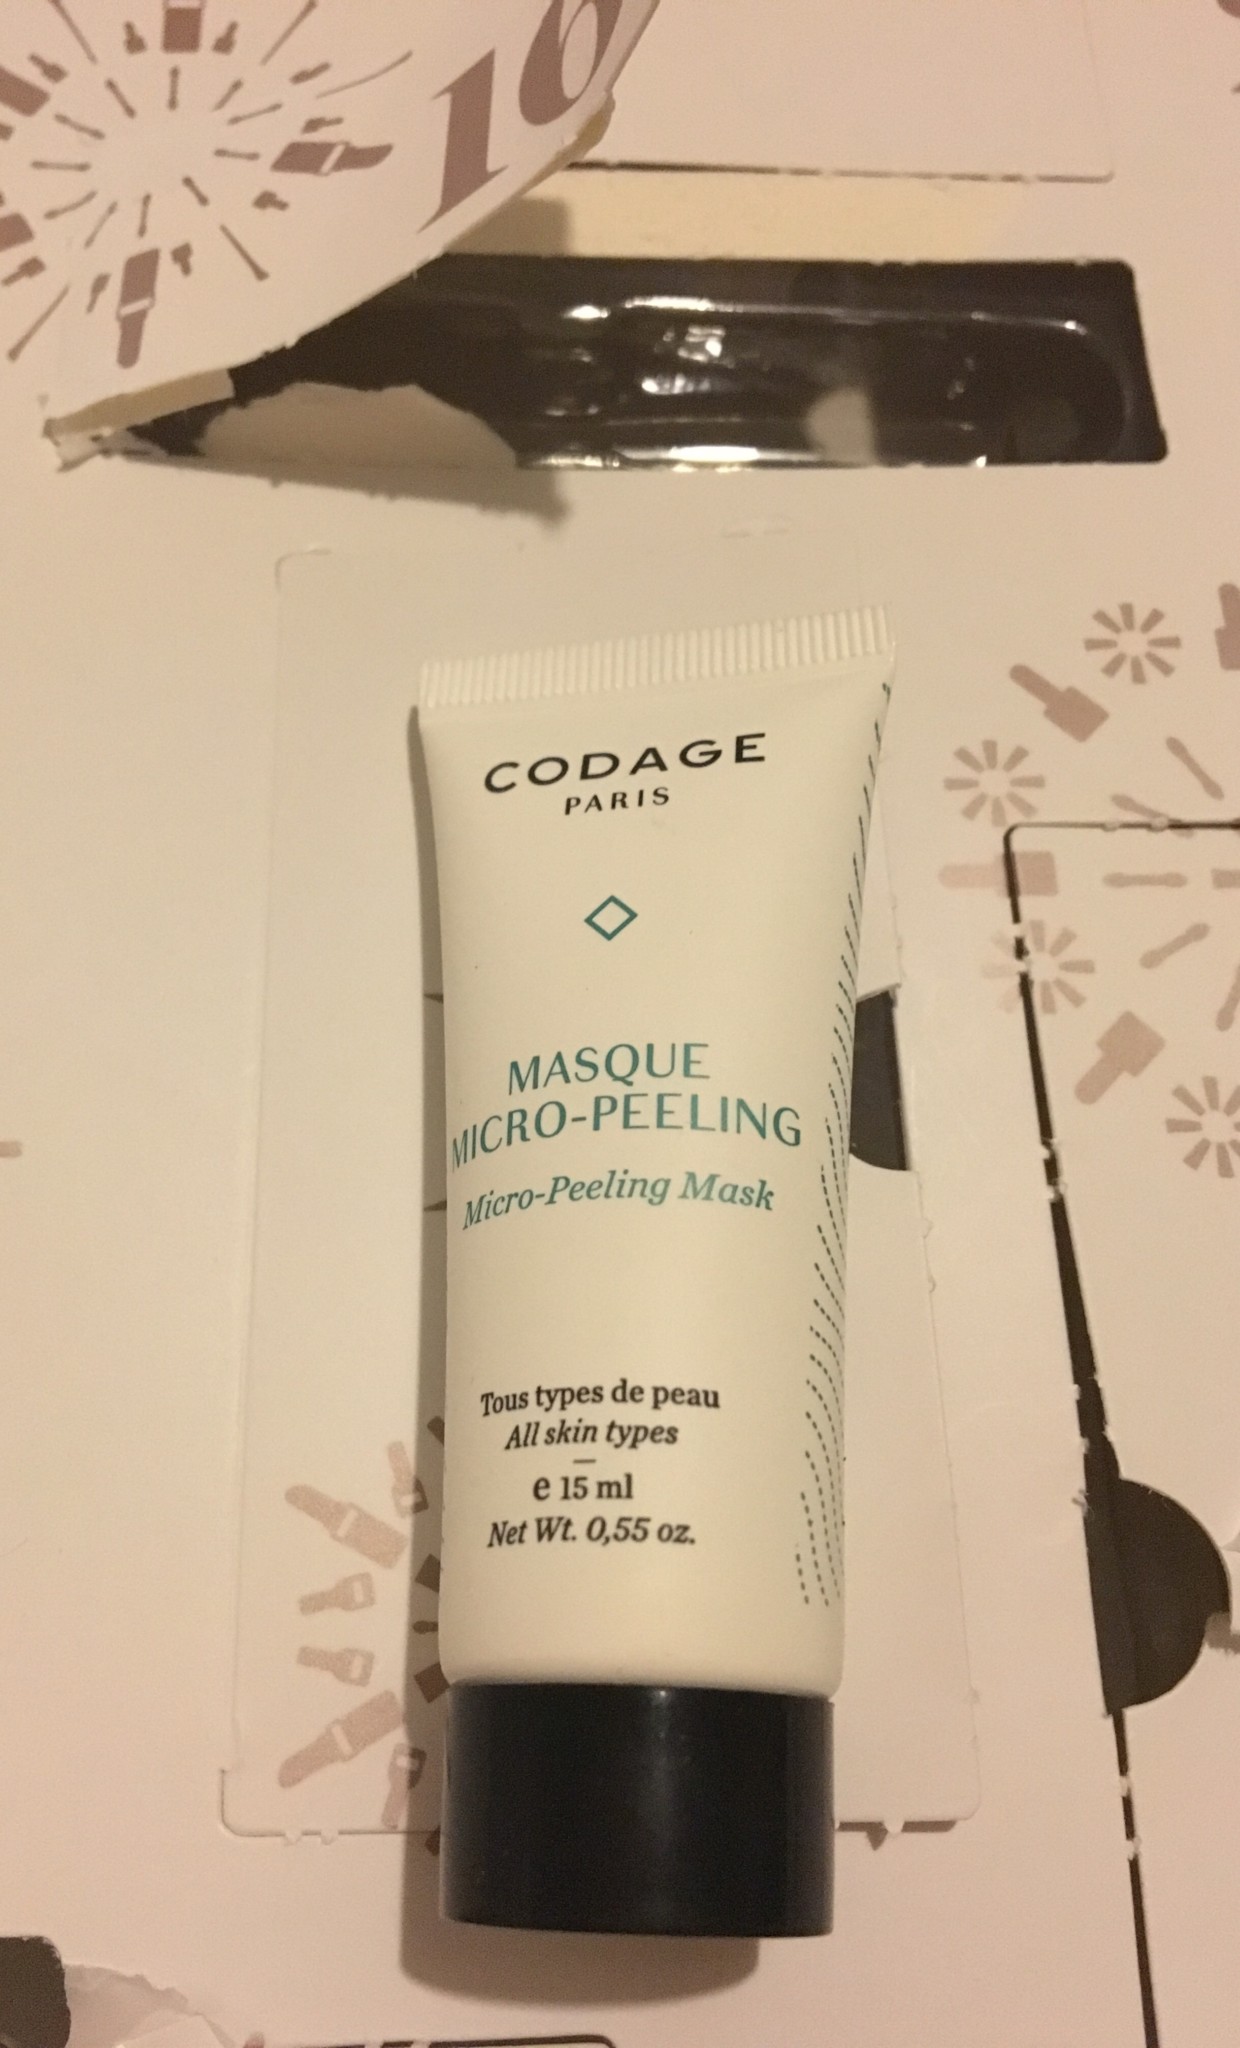 16
CODAGE
PARIS
MASQUE
MICRO-PEELING
Micro-Peeling Mask
Tous types de peau
All skin types
e 15 ml
Net Wt. 0,55 oz.